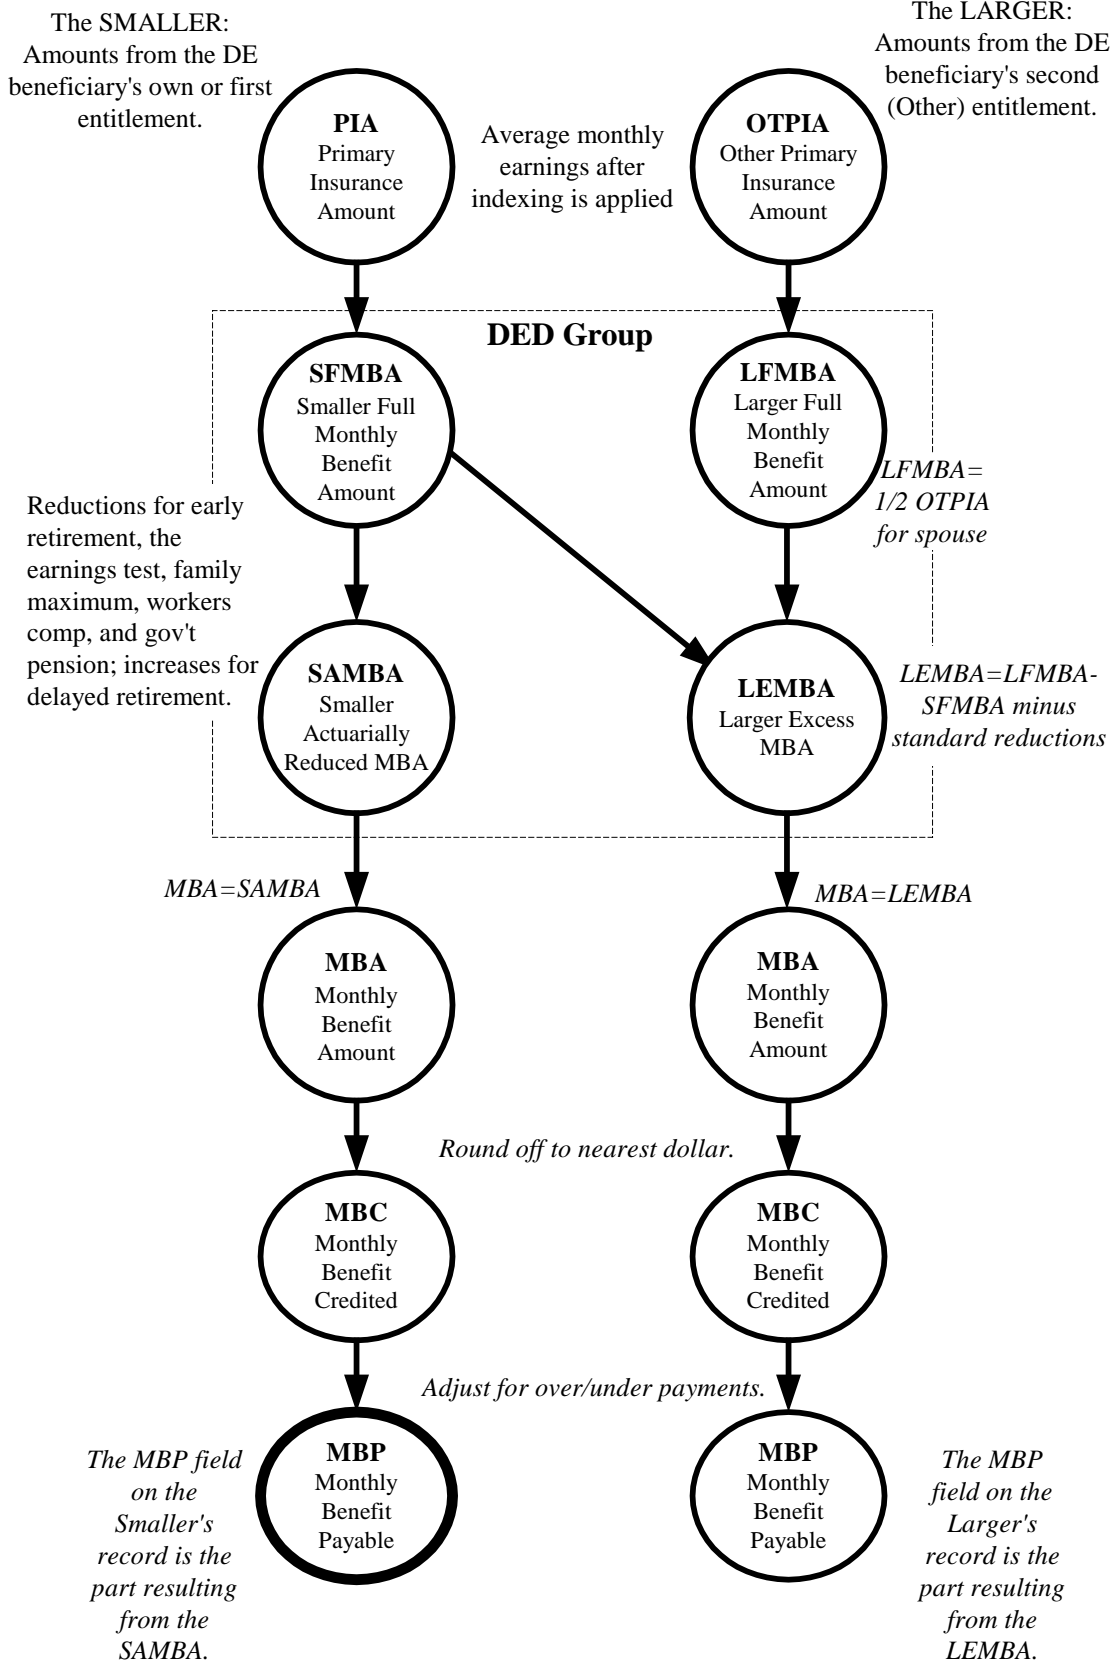 The SMALLER:
Amounts from the DE
beneficiary's own or first
entitlement.
The LARGER:
Amounts from the DE
beneficiary's second
(Other) entitlement.
PIA
Primary
Insurance
Amount
Average monthly
earnings after
indexing is applied
OTPIA
Other Primary
Insurance
Amount
DED Group
SFMBA
Smaller Full
Monthly
Benefit
Amount
LFMBA
Larger Full
Monthly
Benefit
Amount
LFMBA=
1/2 OTPIA
for spouse
Reductions for early
retirement, the
earnings test, family
maximum, workers
comp, and gov't
pension; increases for
delayed retirement.
SAMBA
Smaller
Actuarially
Reduced MBA
LEMBA
Larger Excess
MBA
LEMBA=LFMBA-
SFMBA minus
standard reductions
MBA=SAMBA
MBA=LEMBA
MBA
Monthly
Benefit
Amount
MBA
Monthly
Benefit
Amount
Round off to nearest dollar.
MBC
Monthly
Benefit
Credited
MBC
Monthly
Benefit
Credited
Adjust for over/under payments.
The MBP field
on the
Smaller's
record is the
part resulting
from the
SAMBA.
MBP
Monthly
Benefit
Payable
MBP
Monthly
Benefit
Payable
The MBP
field on the
Larger's
record is the
part resulting
from the
LEMBA.